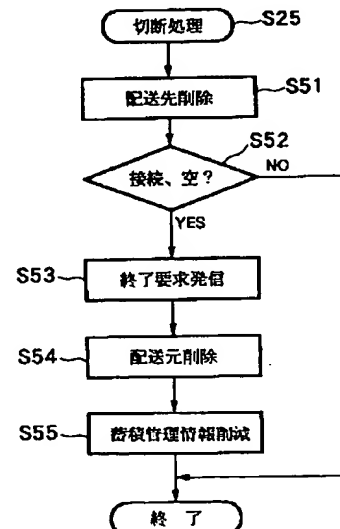 切断処理
S25
配送先削除
S51
接続、空？
S52
NO
YES
S53
終了要求発信
S54
配送元削除
S55
蓄積管理情報削減
終了